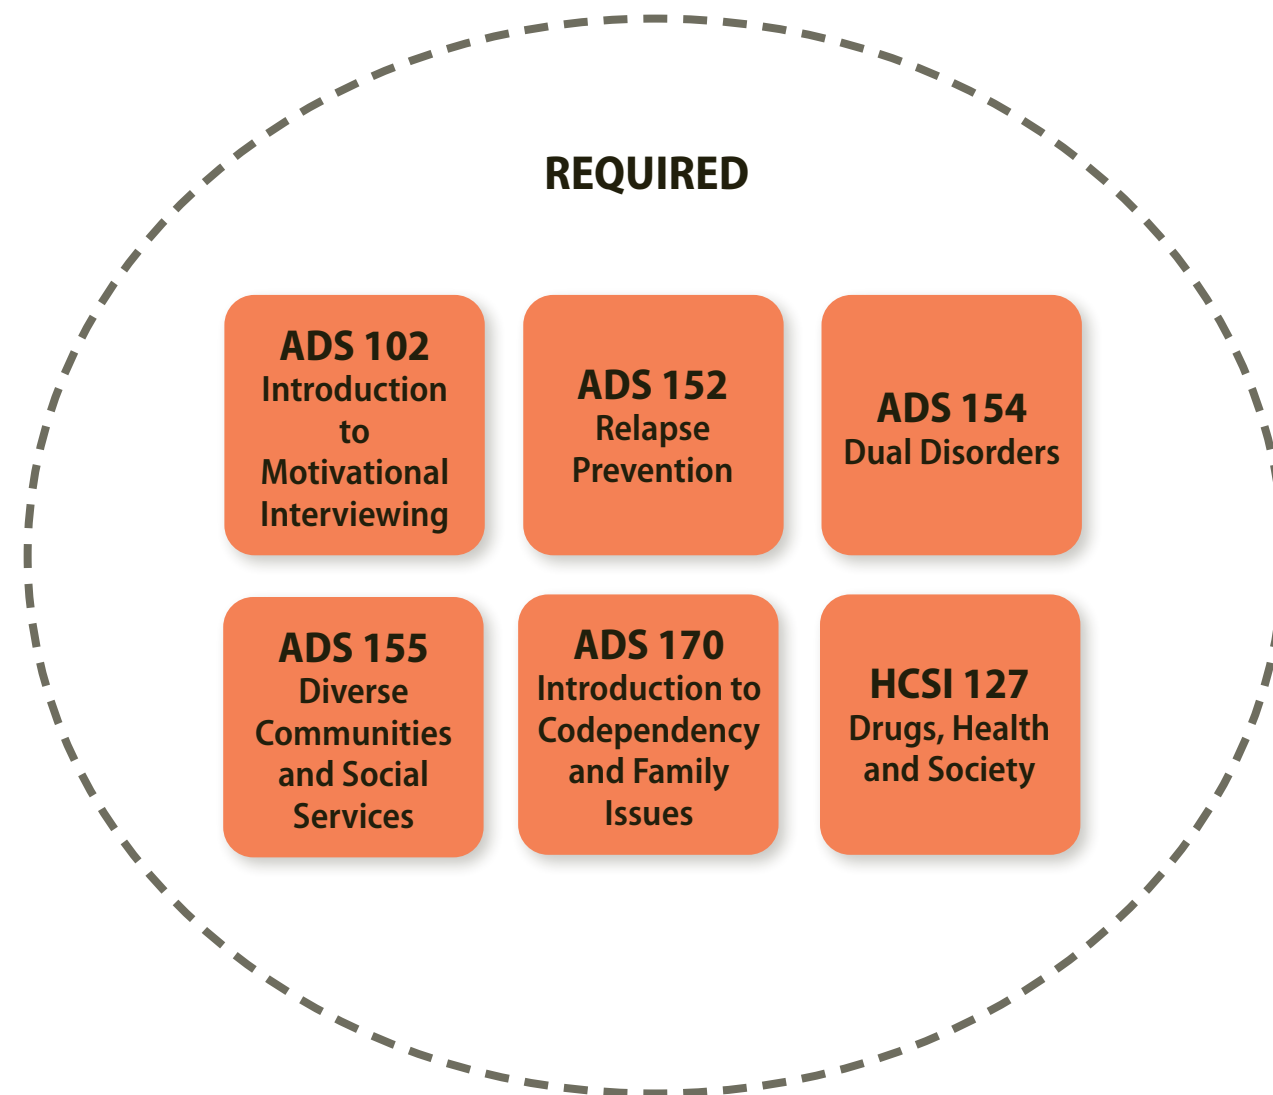 REQUIRED
ADS 102
Introduction
to
Motivational
Interviewing
ADS 152
Relapse
Prevention
ADS 154
Dual Disorders
ADS 155
Diverse
Communities
and Social
Services
ADS 170
Introduction to
Codependency
and Family
Issues
HCSI 127
Drugs, Health
and Society